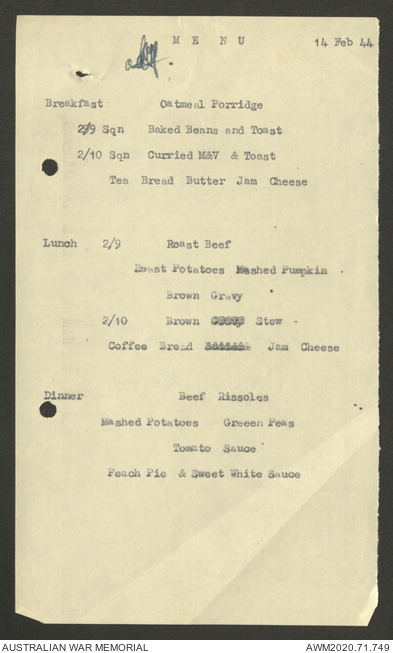 M E N U 14 Feb 44
Breakfast Oatmeal Porridge
2/9 Sqn Baked Beans and Toast
2/10 Sqn Curried M&V & Toast
Tea Bread Butter Jam Cheese
Lunch 2/9 Roast Beef
Roast Potatoes Mashed Pumpkin
Brown Gravy
2/10 Brown Stew
Coffee Bread Jam Cheese
Dinner Beef Rissoles
Mashed Potatoes Greeen Peas
Tomato Sauce
Peach Pie & Sweet White Sauce
AUSTRALIAN WAR MEMORIAL AWM2020.71.749